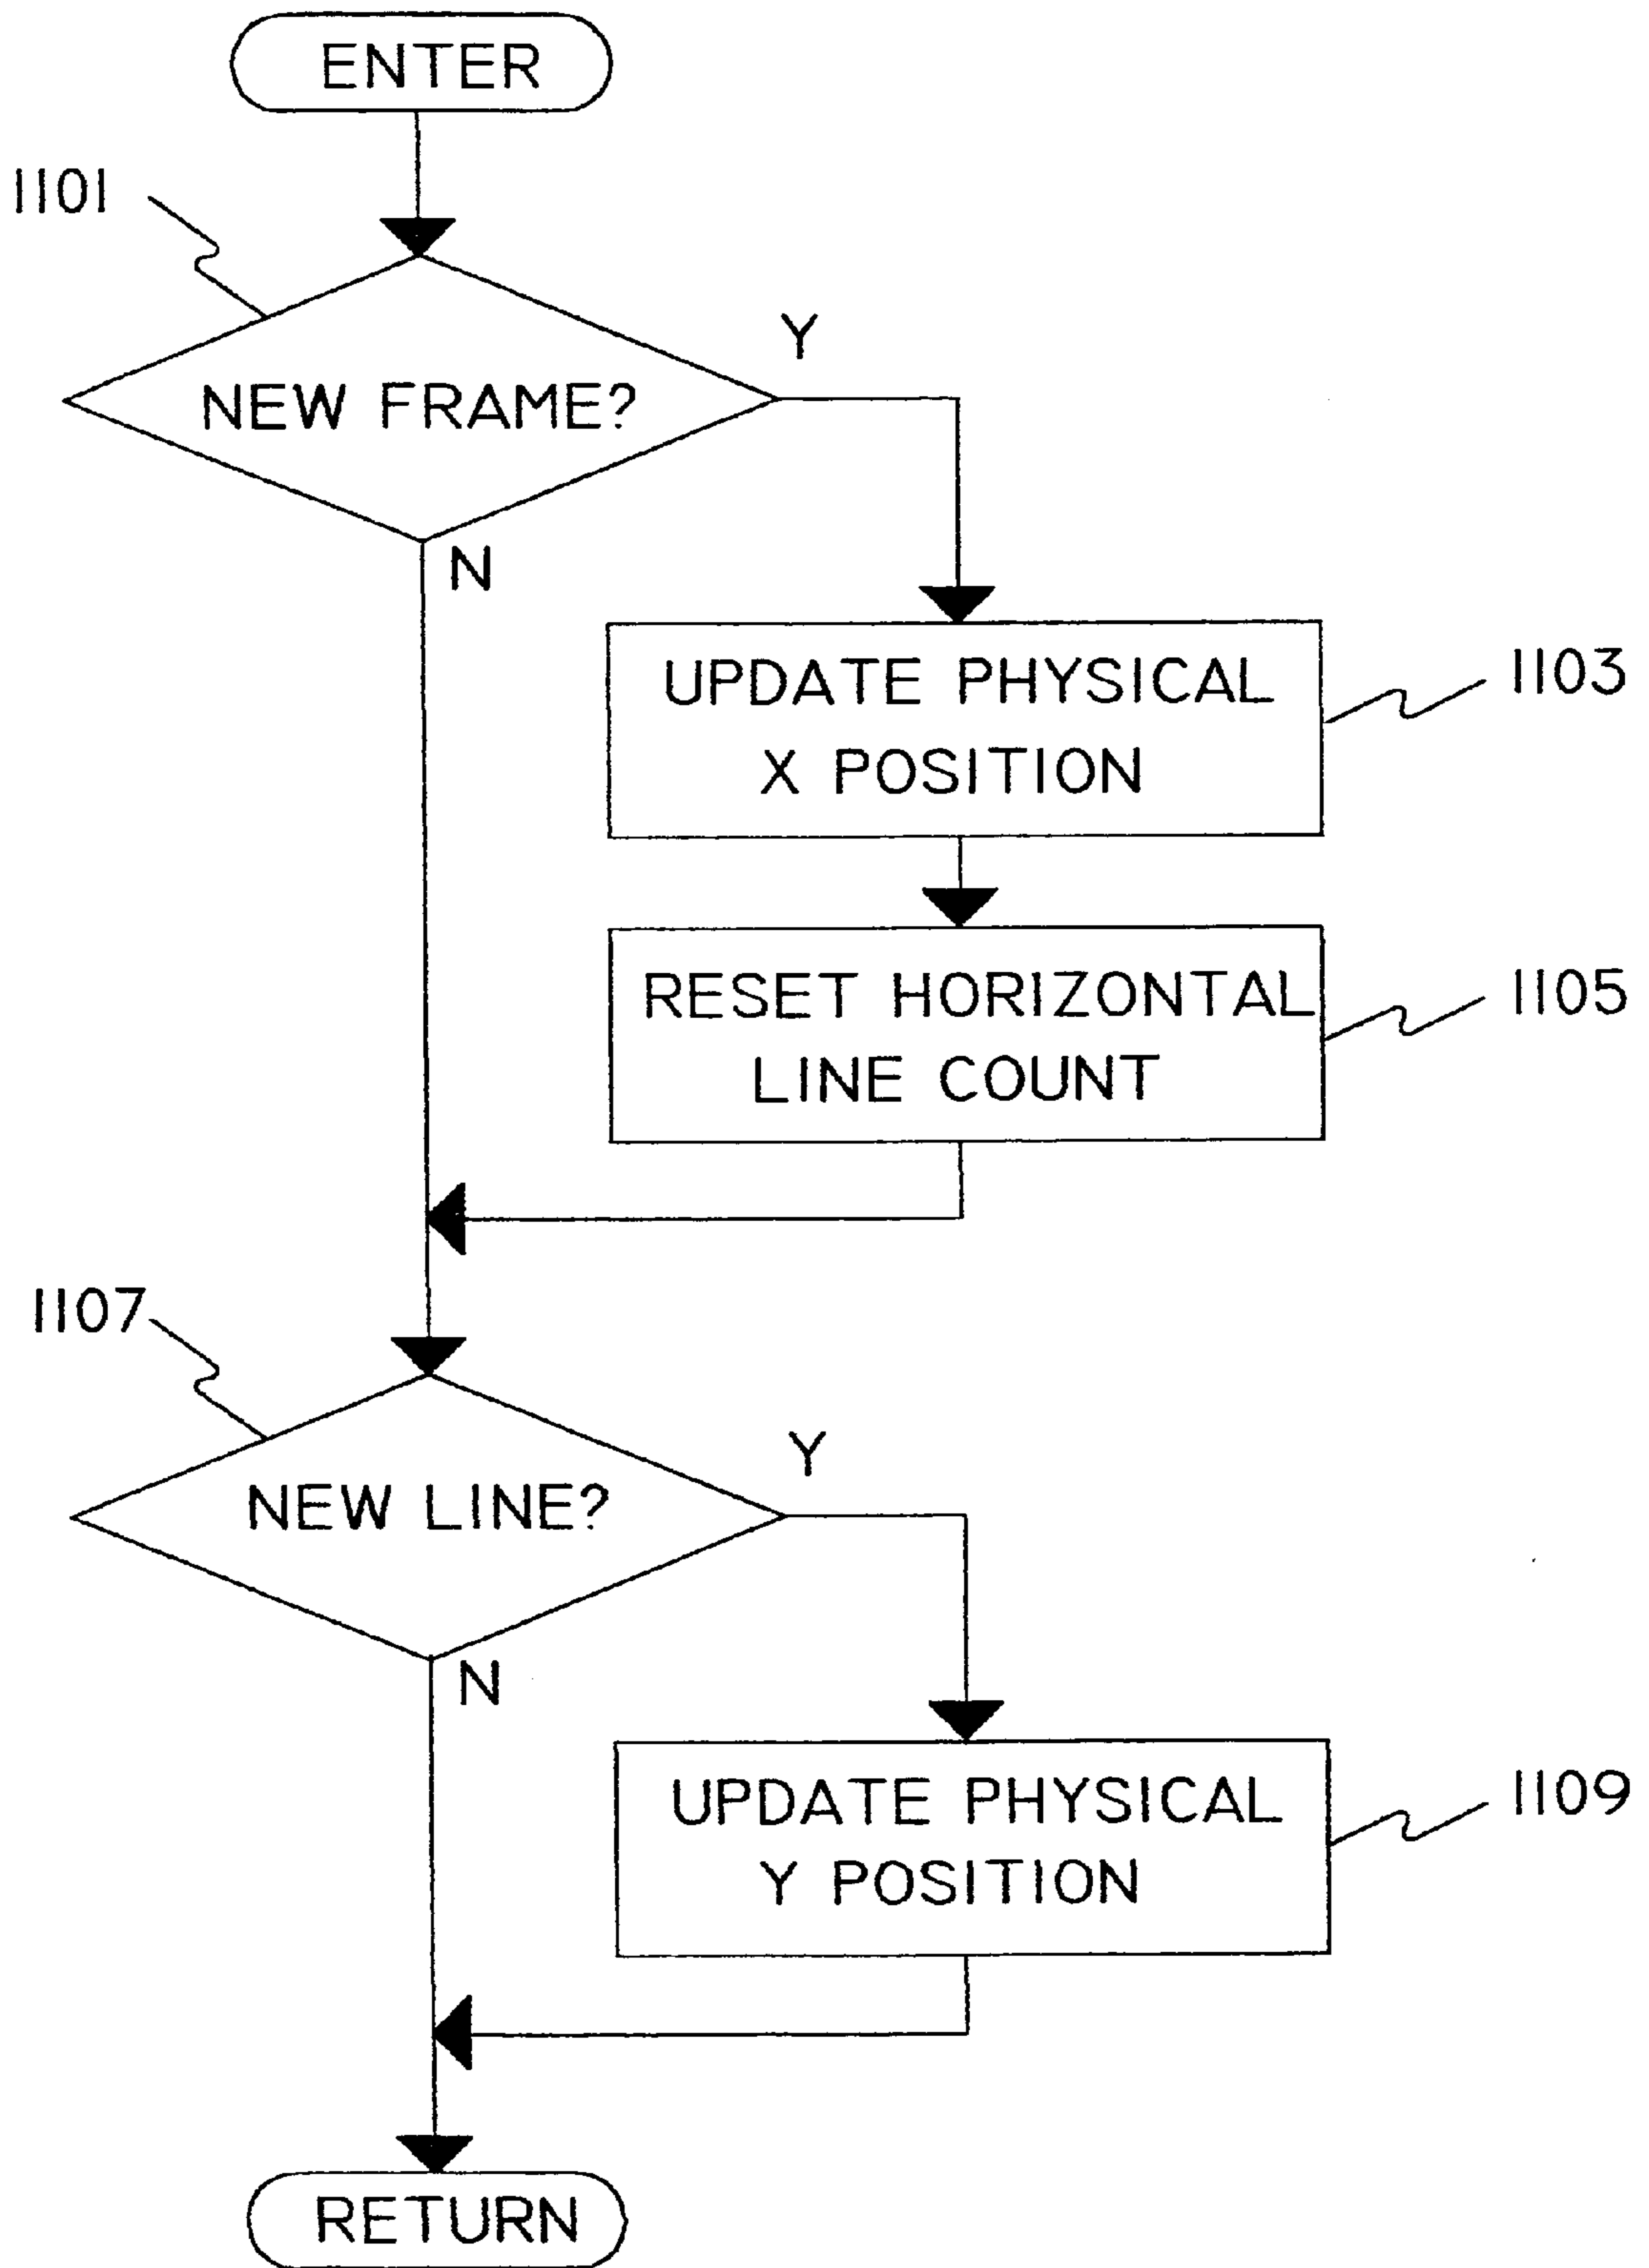 ENTER
1101
NEW FRAME?
Y
N
UPDATE PHYSICAL
X POSITION
1103
RESET HORIZONTAL
LINE COUNT
1105
1107
NEW LINE?
Y
N
UPDATE PHYSICAL
Y POSITION
1109
RETURN